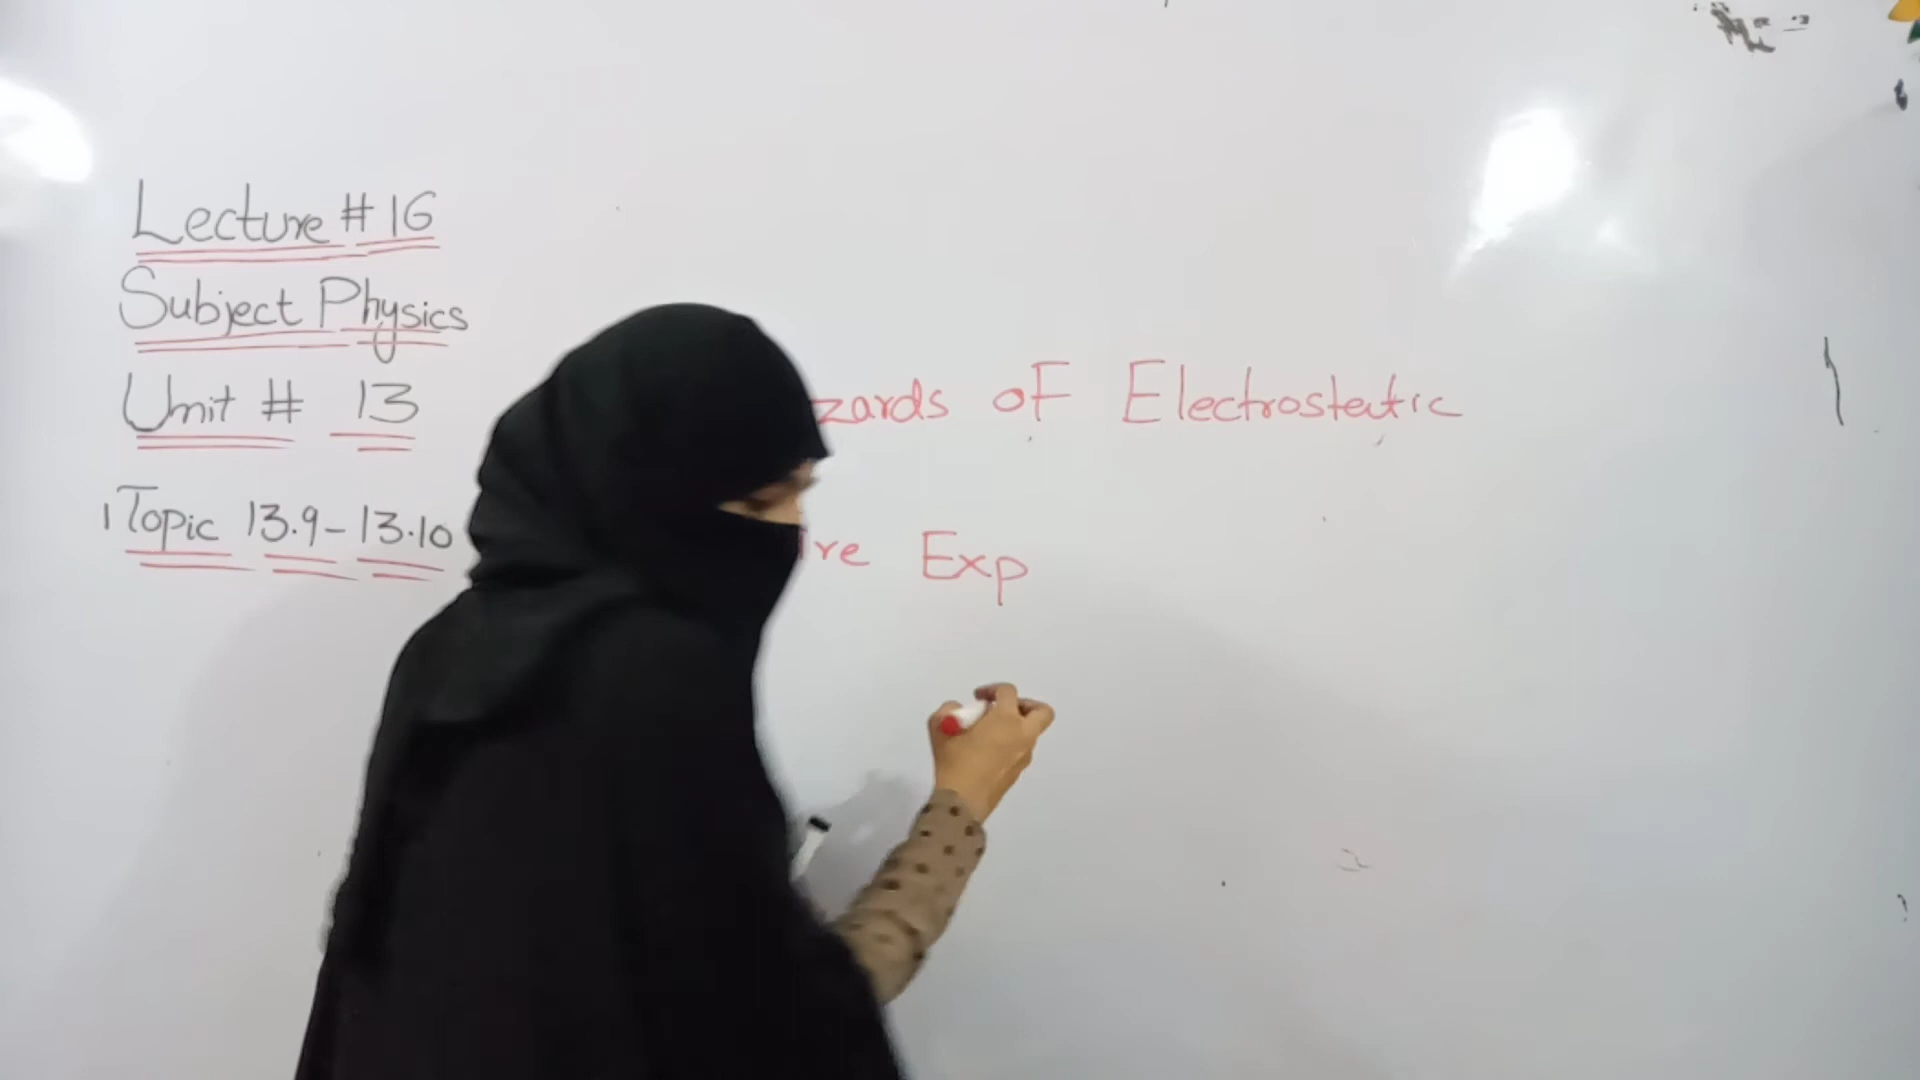 Lecture # 16
Subject Physics
Unit # 13
Topic 13.9-13.10
zards oF Electrostatic
re Exp